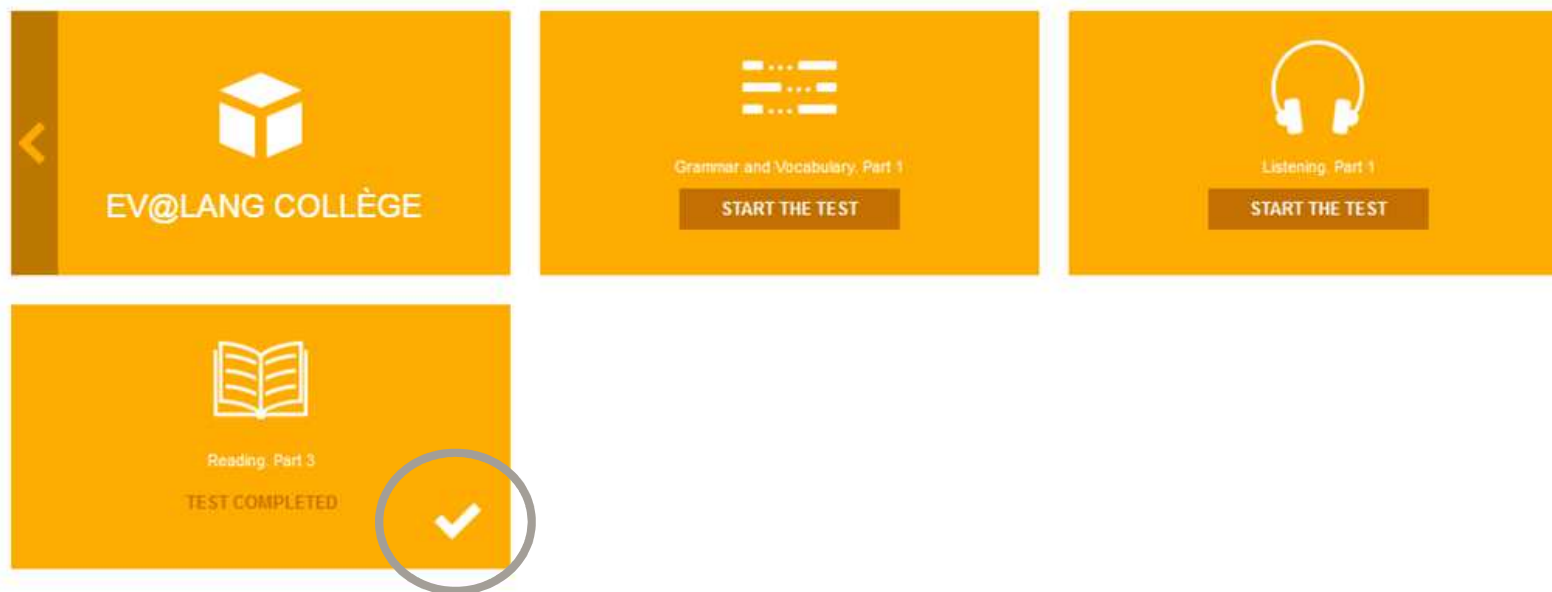 EV@LANG COLLÈGE
Grammar and Vocabulary. Part 1
START THE TEST
Listening. Part 1
START THE TEST
Reading. Part 3
TEST COMPLETED